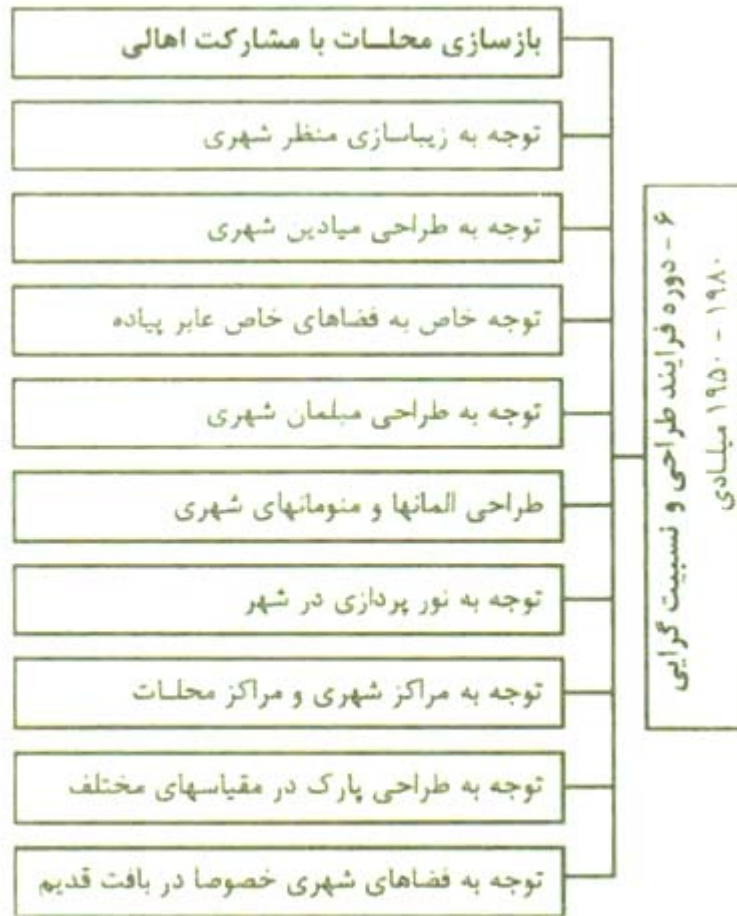 ۶ - دوره فرایند طراحی و نسبیت گرایی
۱۹۵۰ - ۱۹۸۰ میلادی
بازسازی محلات با مشارکت اهالی
توجه به زیباسازی منظر شهری
توجه به طراحی میادین شهری
توجه خاص به فضاهای خاص عابر پیاده
توجه به طراحی مبلمان شهری
طراحی المانها و منومانهای شهری
توجه به نور پردازی در شهر
توجه به مراکز شهری و مراکز محلات
توجه به طراحی پارک در مقیاسهای مختلف
توجه به فضاهای شهری خصوصا در بافت قدیم